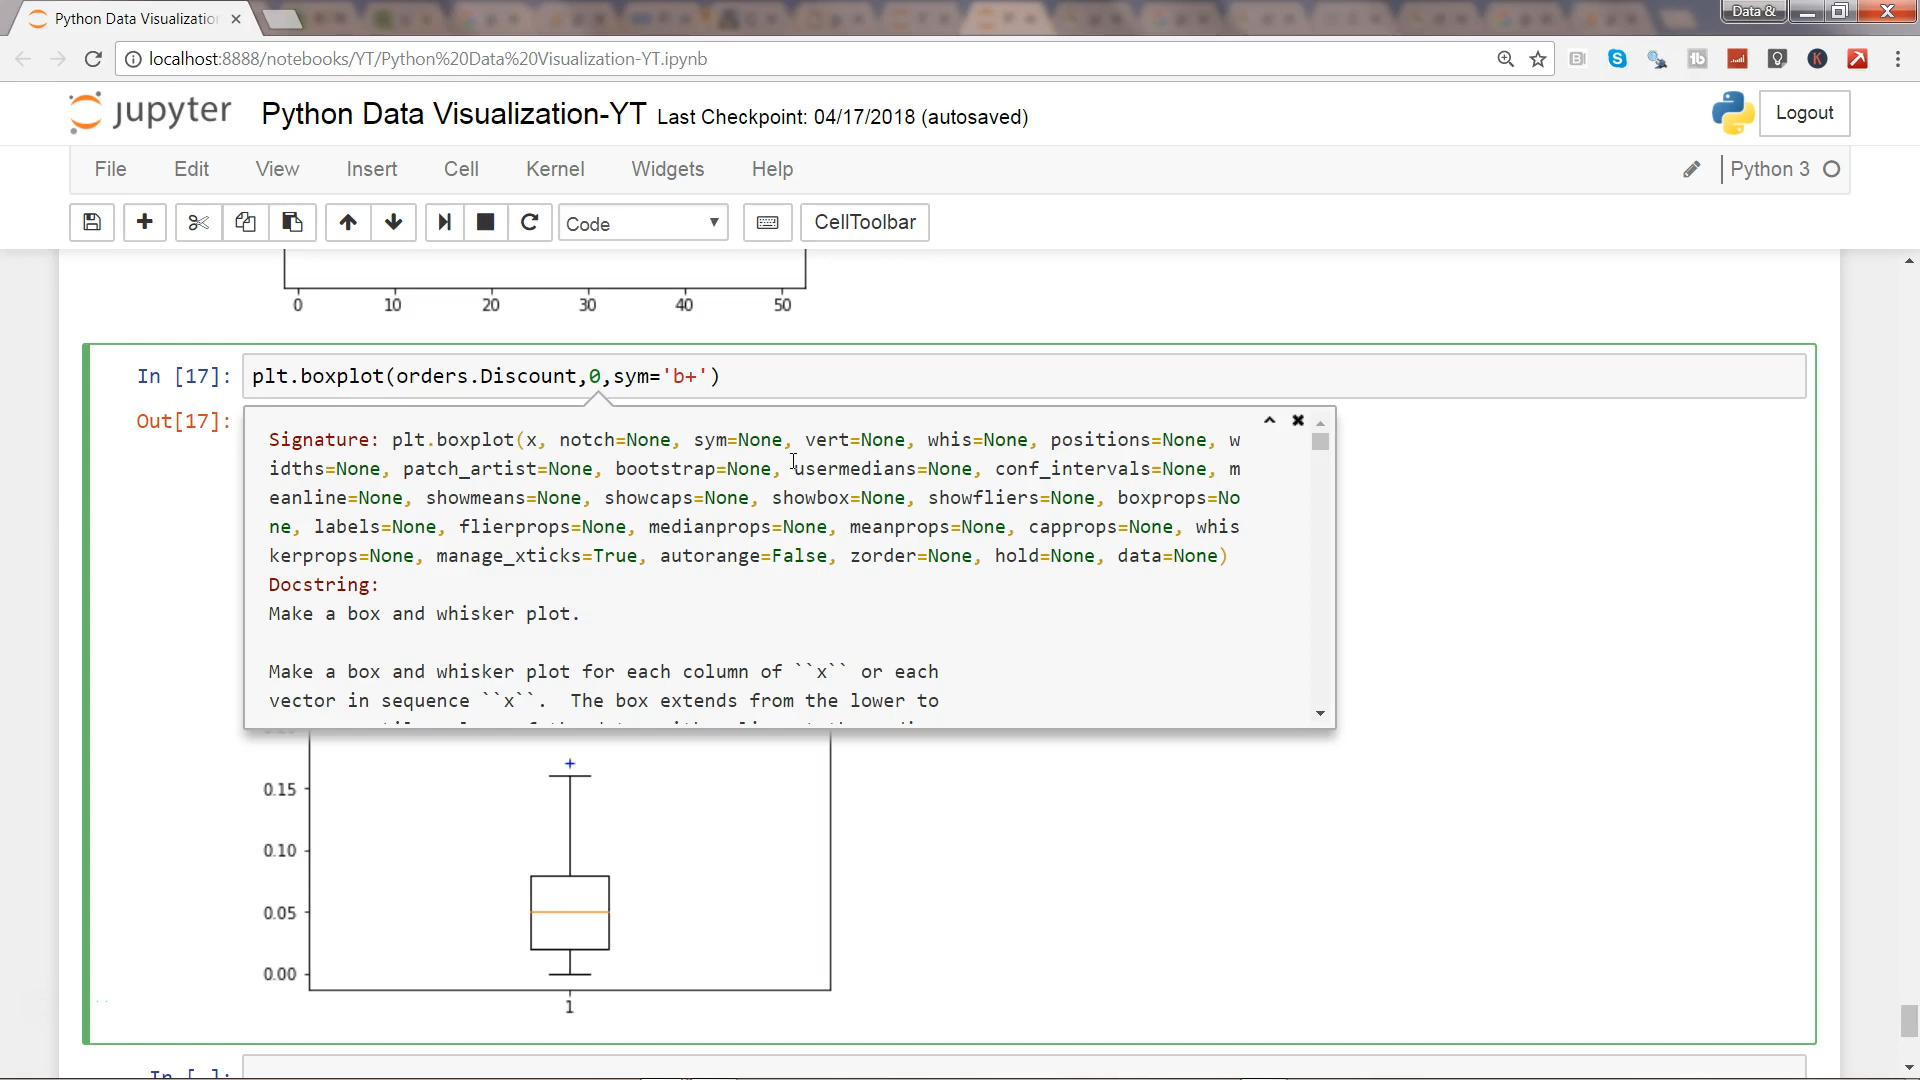 Python Data Visualizatio
Data &
localhost:8888/notebooks/YT/Python%20Data%20Visualization-YT.ipynb
jupyter Python Data Visualization-YT Last Checkpoint: 04/17/2018 (autosaved)
Logout
File Edit View Insert Cell Kernel Widgets Help
Python 3
Code
CellToolbar
0 10 20 30 40 50
In [17]: plt.boxplot(orders.Discount,0,sym='b+')
Out[17]:
Signature: plt.boxplot(x, notch=None, sym=None, vert=None, whis=None, positions=None, w
idths=None, patch_artist=None, bootstrap=None, usermedians=None, conf_intervals=None, m
eanline=None, showmeans=None, showcaps=None, showbox=None, showfliers=None, boxprops=No
ne, labels=None, flierprops=None, medianprops=None, meanprops=None, capprops=None, whis
kerprops=None, manage_xticks=True, autorange=False, zorder=None, hold=None, data=None)
Docstring:
Make a box and whisker plot.
Make a box and whisker plot for each column of ``x`` or each
vector in sequence ``x``.  The box extends from the lower to
0.15
0.10
0.05
0.00
1
In [ ]: